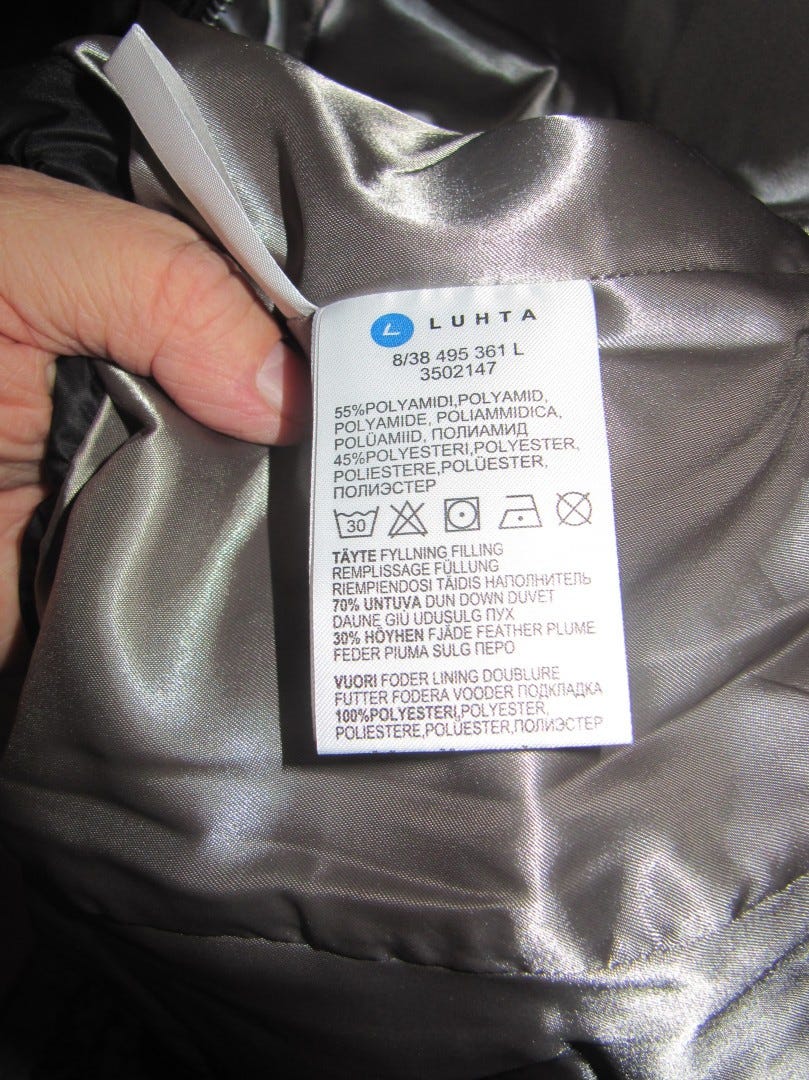 LUHTA
8/38 495 361 L
3502147
55%POLYAMIDI,POLYAMID,
POLYAMIDE, POLIAMMIDICA,
POLÜAMIID, ПОЛИАМИД
45%POLYESTERI,POLYESTER,
POLIESTERE,POLÜESTER,
ПОЛИЭСТЕР
30
TÄYTE FYLLNING FILLING
REMPLISSAGE FÜLLUNG
RIEMPIENDOSI TÄIDIS НАПОЛНИТЕЛЬ
70% UNTUVA DUN DOWN DUVET
DAUNE GIÙ UDUSULG ПУХ
30% HÖYHEN FJÄDE FEATHER PLUME
FEDER PIUMA SULG ПЕРО
VUORI FODER LINING DOUBLURE
FUTTER FODERA VOODER ПОДКЛАДКА
100%POLYESTERI,POLYESTER,
POLIESTERE,POLÜESTER,ПОЛИЭСТЕР